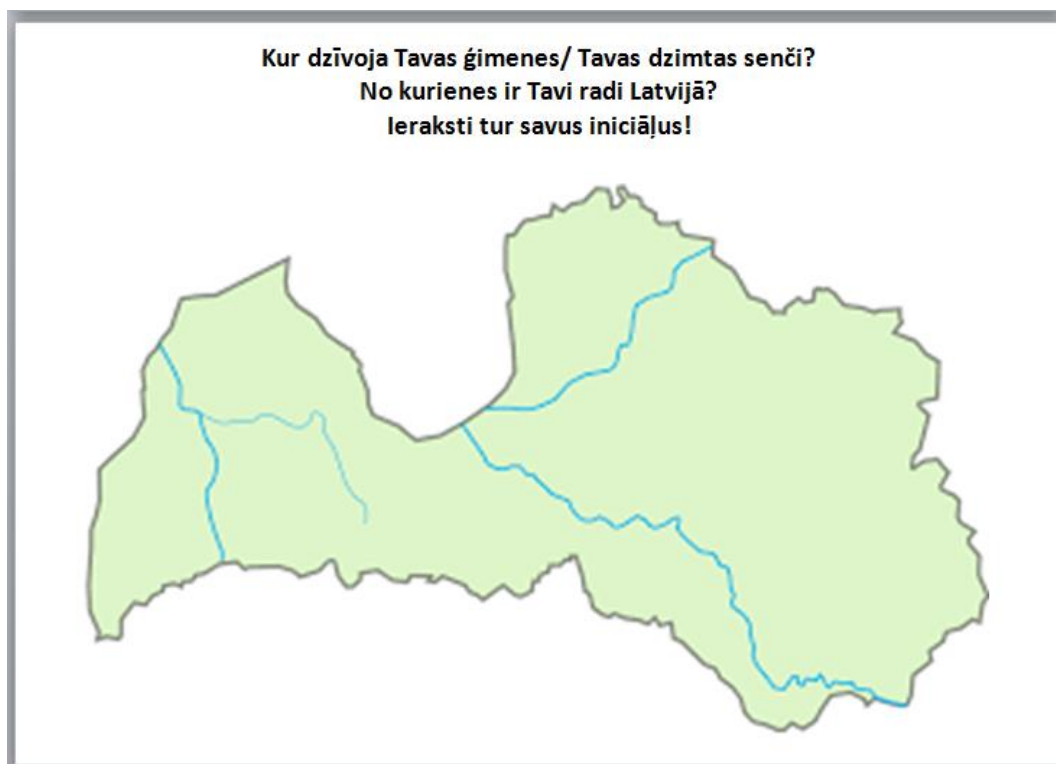 Kur dzīvoja Tavas ģimenes/ Tavas dzimtas senči?
No kurienes ir Tavi radi Latvijā?
Ieraksti tur savus iniciāļus!